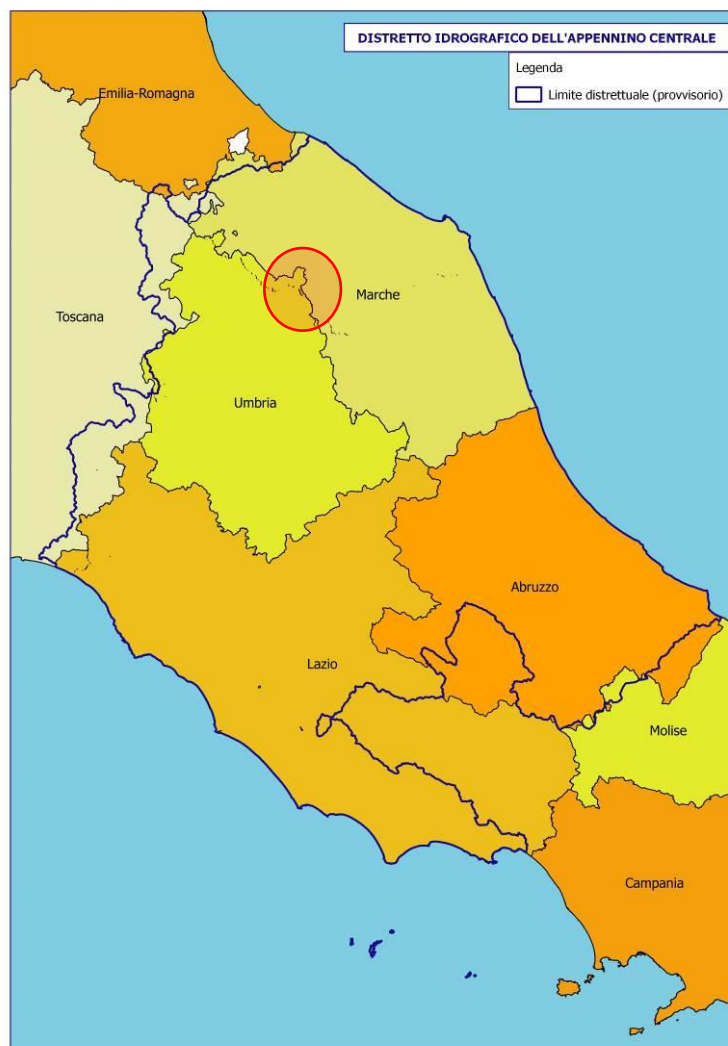 DISTRETTO IDROGRAFICO DELL'APPENNINO CENTRALE
Legenda
Limite distrettuale (provvisorio)
Emilia-Romagna
Toscana
Marche
Umbria
Abruzzo
Lazio
Molise
Campania